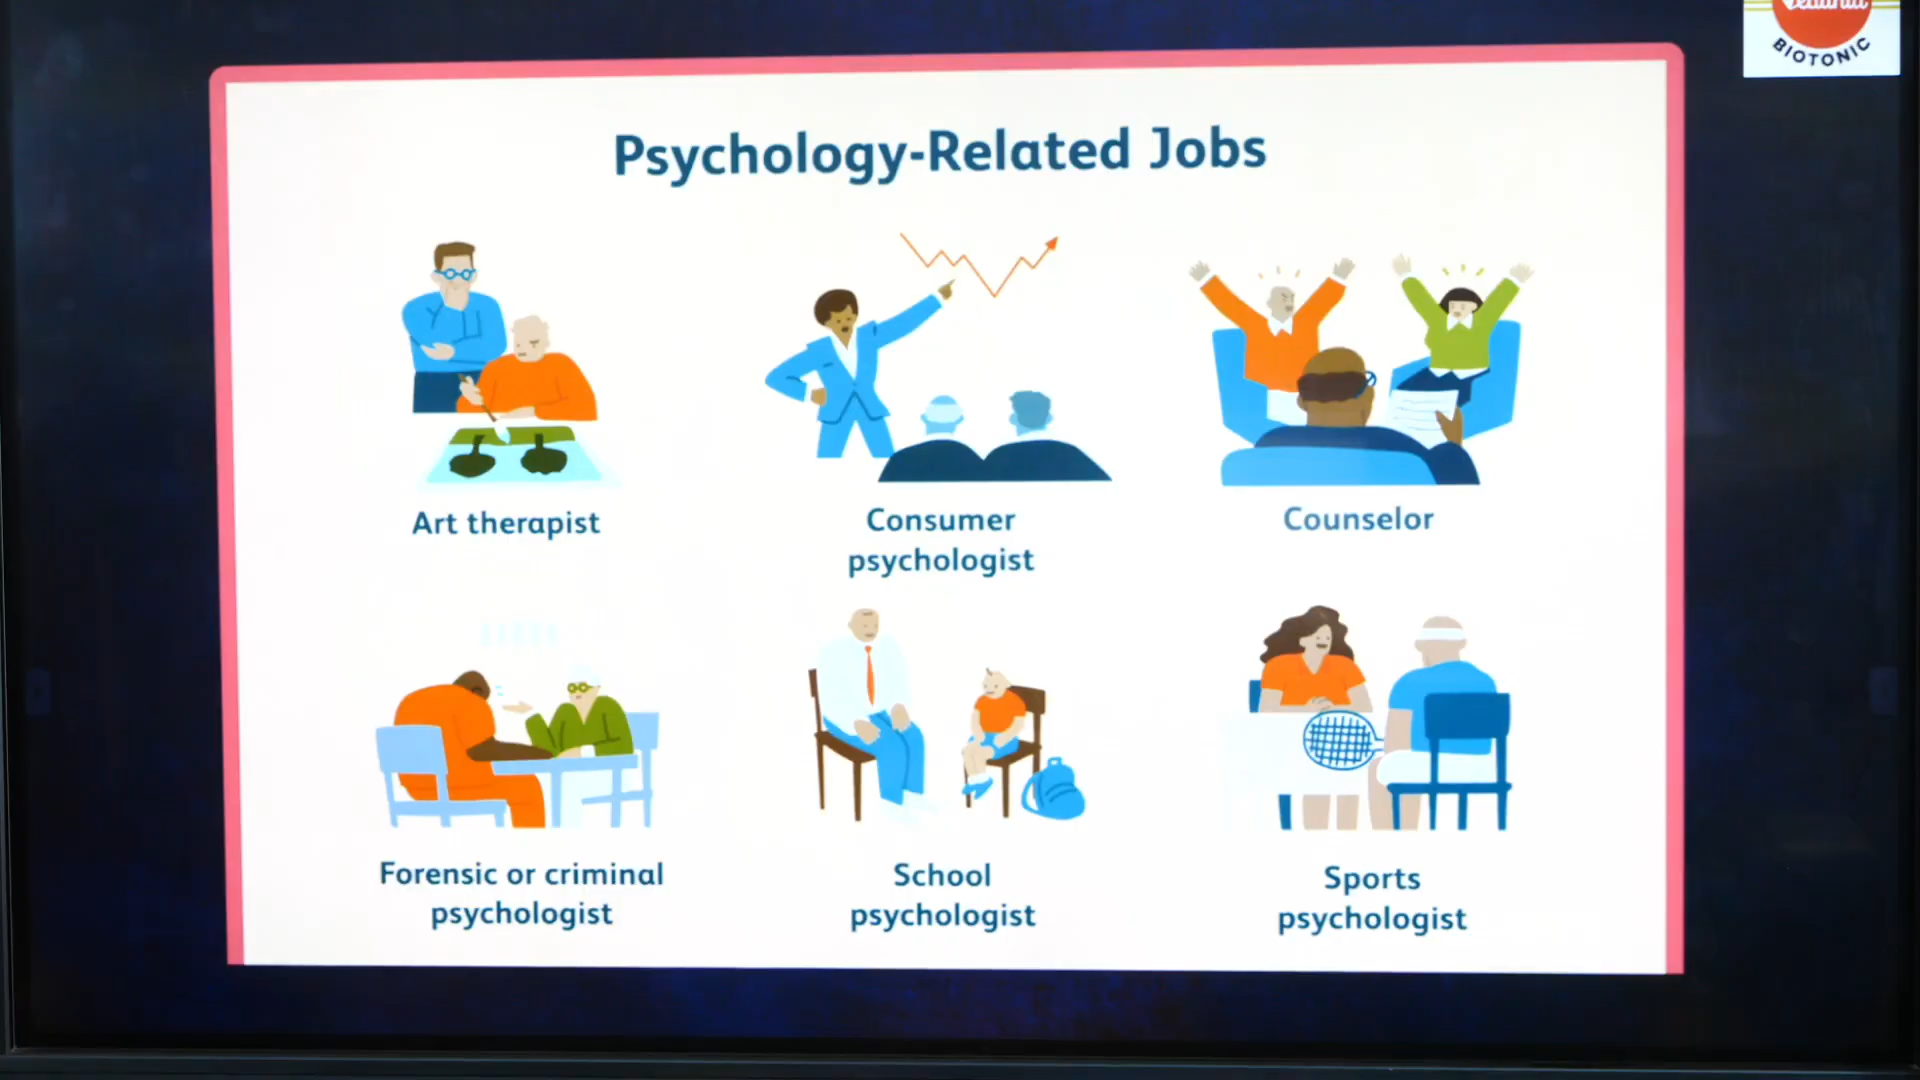 BIOTONIC
Psychology-Related Jobs
Art therapist
Consumer
psychologist
Counselor
Forensic or criminal
psychologist
School
psychologist
Sports
psychologist